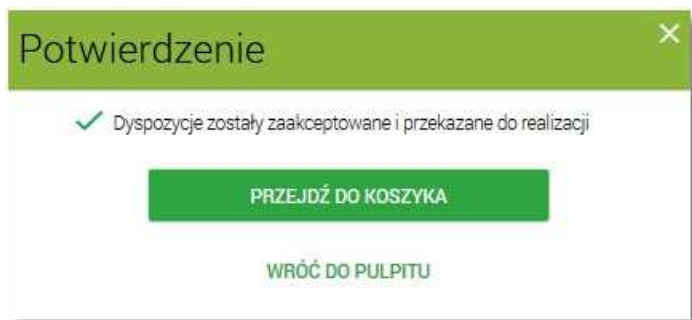 Potwierdzenie
Dyspozycje zostały zaakceptowane i przekazane do realizacji
PRZEJDŹ DO KOSZYKA
WRÓĆ DO PULPITU